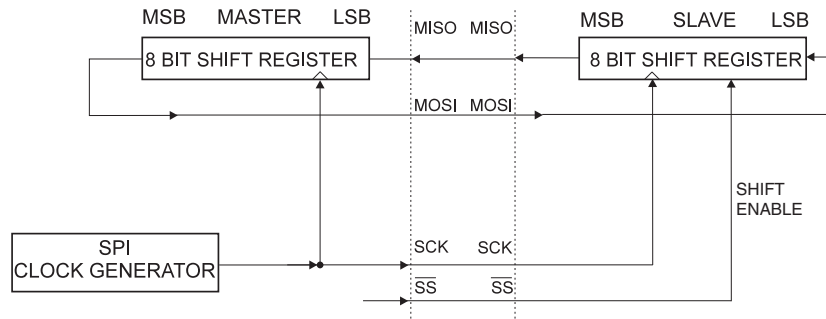 MSB MASTER LSB
MISO MISO
MSB SLAVE LSB
8 BIT SHIFT REGISTER
8 BIT SHIFT REGISTER
MOSI MOSI
SHIFT
ENABLE
SPI
CLOCK GENERATOR
SCK SCK
SS SS